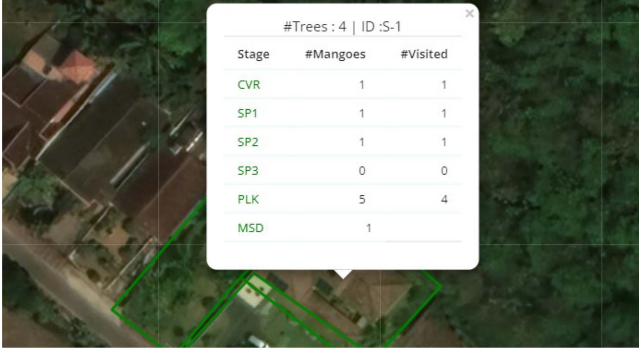 ×
#Trees : 4 | ID :S-1
Stage #Mangoes #Visited
CVR 1 1
SP1 1 1
SP2 1 1
SP3 0 0
PLK 5 4
MSD 1